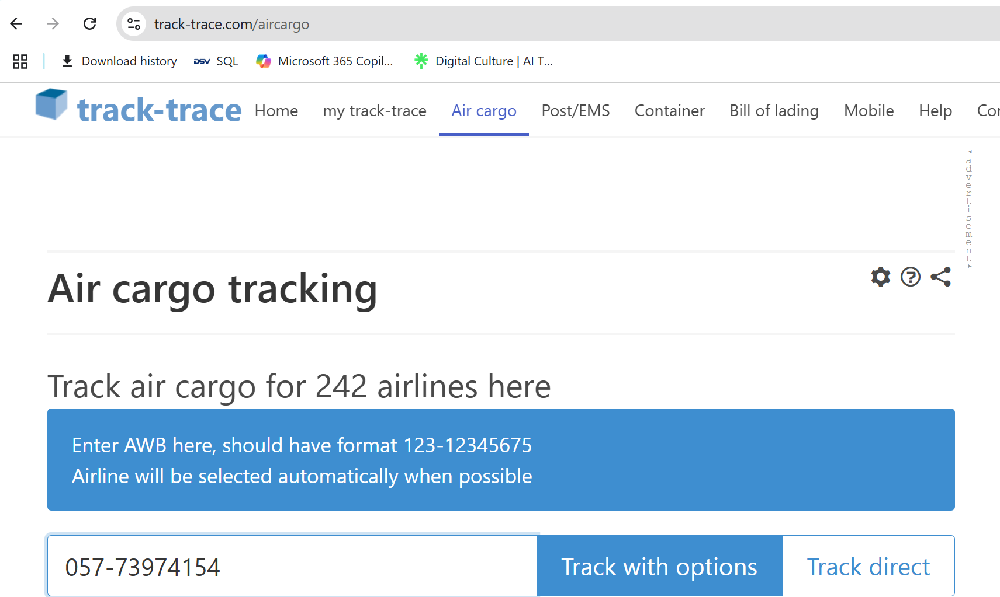 track-trace.com/aircargo
Download history DSV SQL Microsoft 365 Copil... Digital Culture | AI T...
track-trace Home my track-trace Air cargo Post/EMS Container Bill of lading Mobile Help Cor
advertisement
Air cargo tracking
Track air cargo for 242 airlines here
Enter AWB here, should have format 123-12345675
Airline will be selected automatically when possible
057-73974154 Track with options Track direct